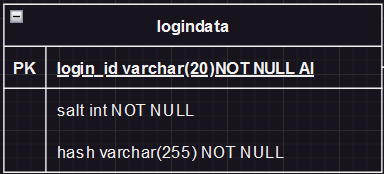 logindata
PK login_id varchar(20)NOT NULL AI
salt int NOT NULL
hash varchar(255) NOT NULL